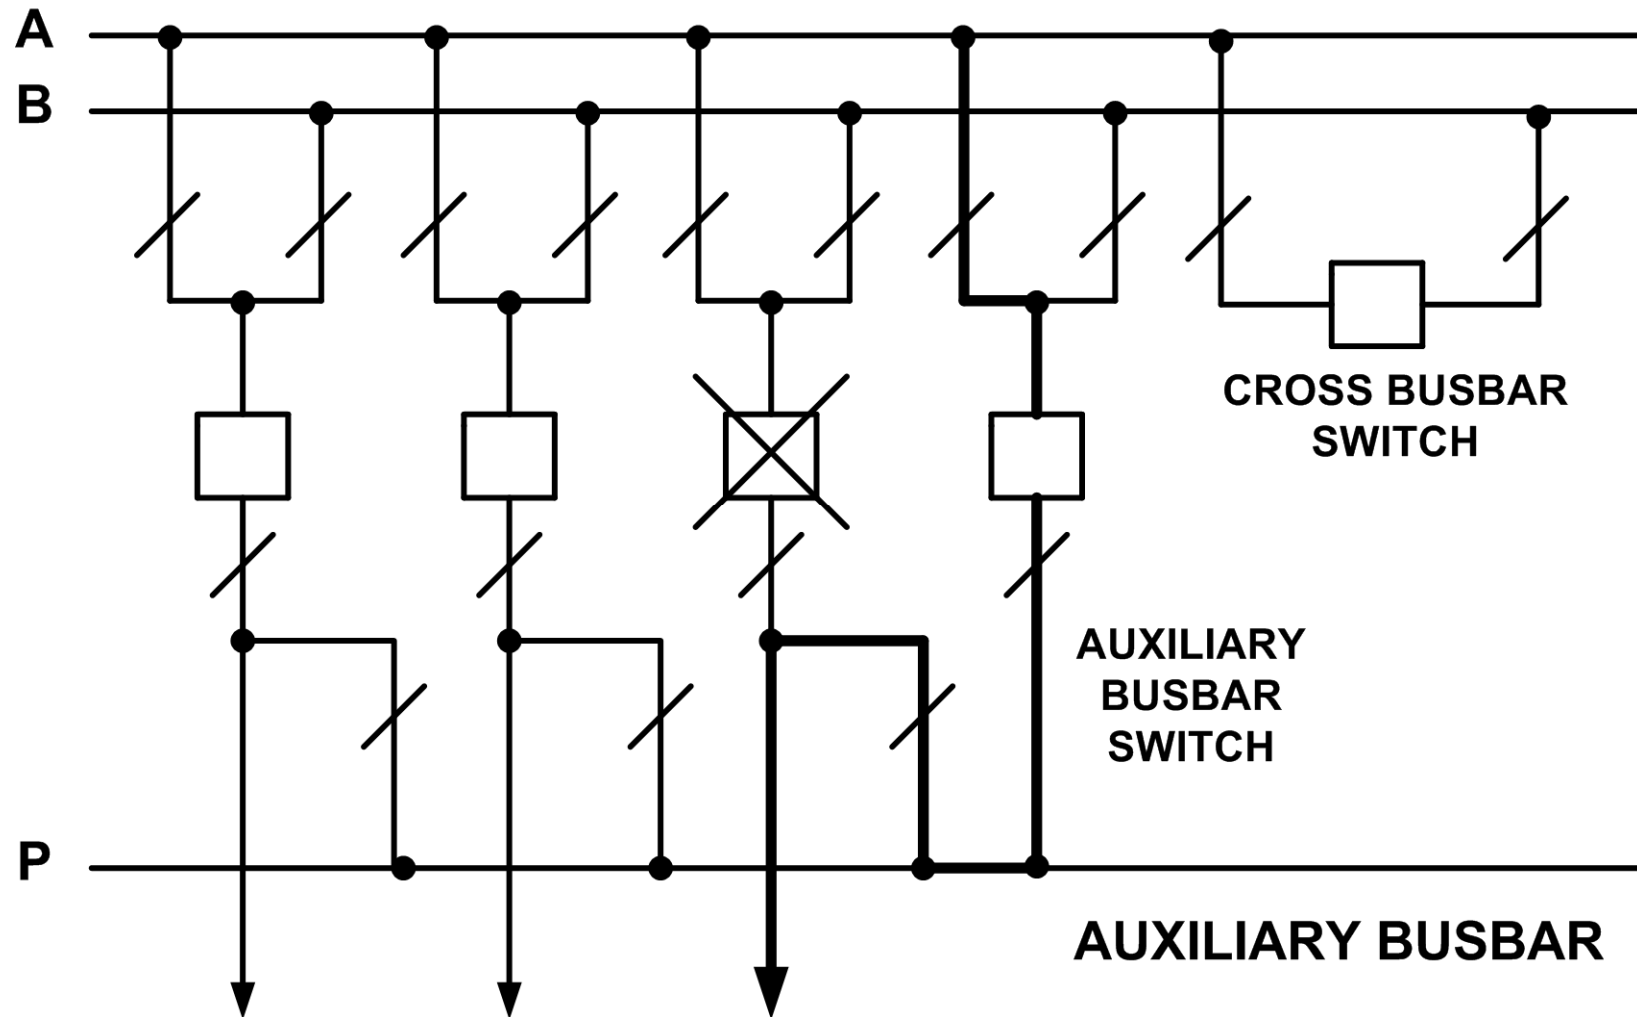 A
B
CROSS BUSBAR
SWITCH
AUXILIARY
BUSBAR
SWITCH
P
AUXILIARY BUSBAR